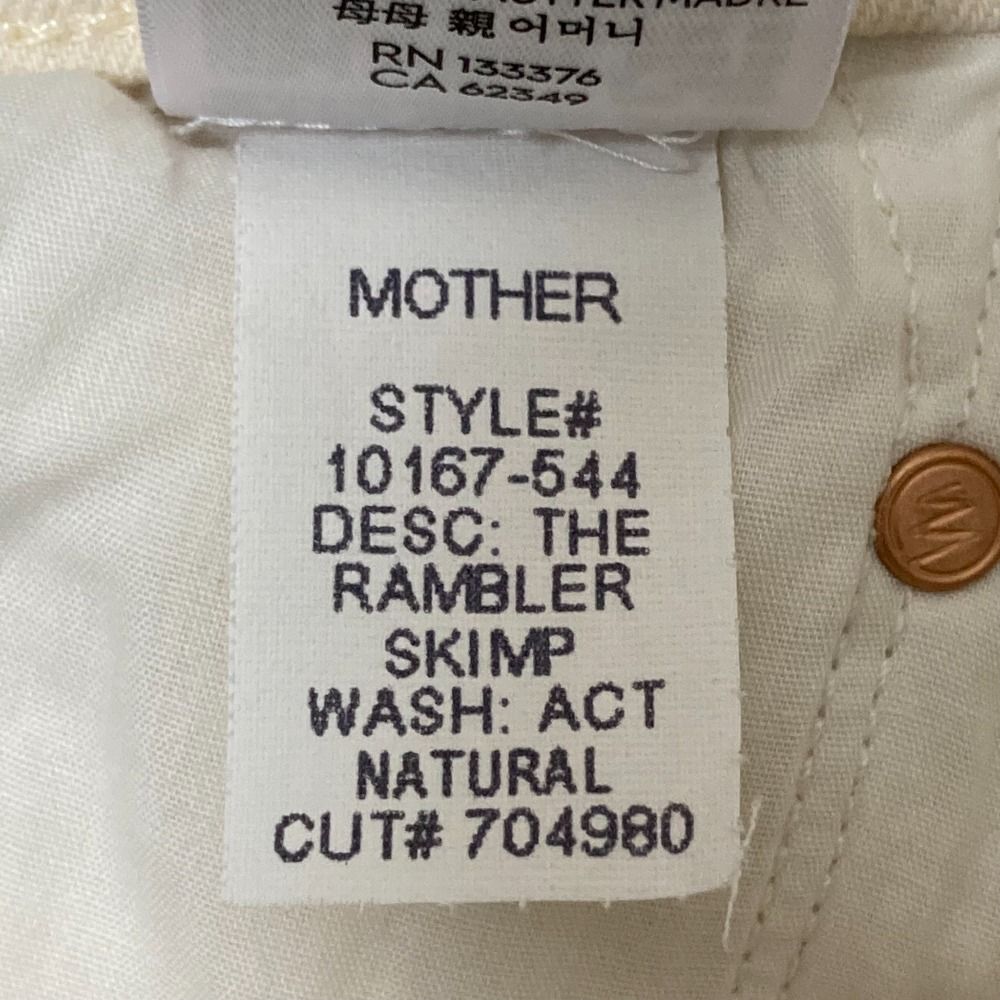 MADRE
母母 親 어머니
RN 133376
CA 62349
MOTHER
STYLE#
10167-544
DESC: THE
RAMBLER
SKIMP
WASH: ACT
NATURAL
CUT# 704980